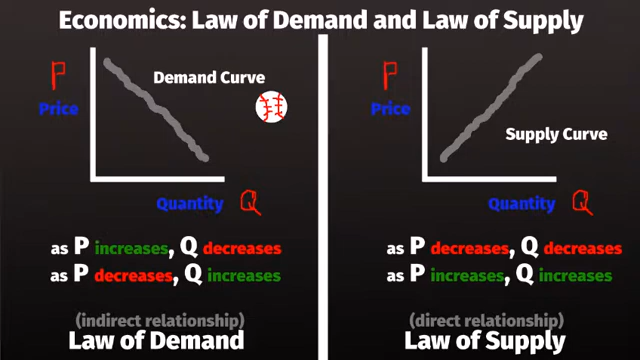 Economics: Law of Demand and Law of Supply
P
Demand Curve
Price
Quantity Q
as P increases, Q decreases
as P decreases, Q increases
(indirect relationship)
Law of Demand
P
Price
Supply Curve
Quantity Q
as P decreases, Q decreases
as P increases, Q increases
(direct relationship)
Law of Supply